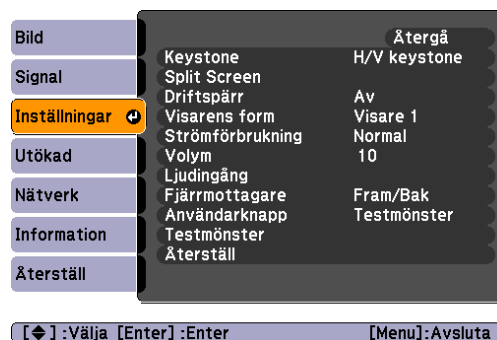 Bild
Signal
Inställningar
Utökad
Nätverk
Information
Återställ
Återgå
Keystone H/V keystone
Split Screen
Driftspärr Av
Visarens form Visare 1
Strömförbrukning Normal
Volym 10
Ljudingång
Fjärrmottagare Fram/Bak
Användarknapp Testmönster
Testmönster
Återställ
[◆] :Välja [Enter] :Enter [Menu]:Avsluta